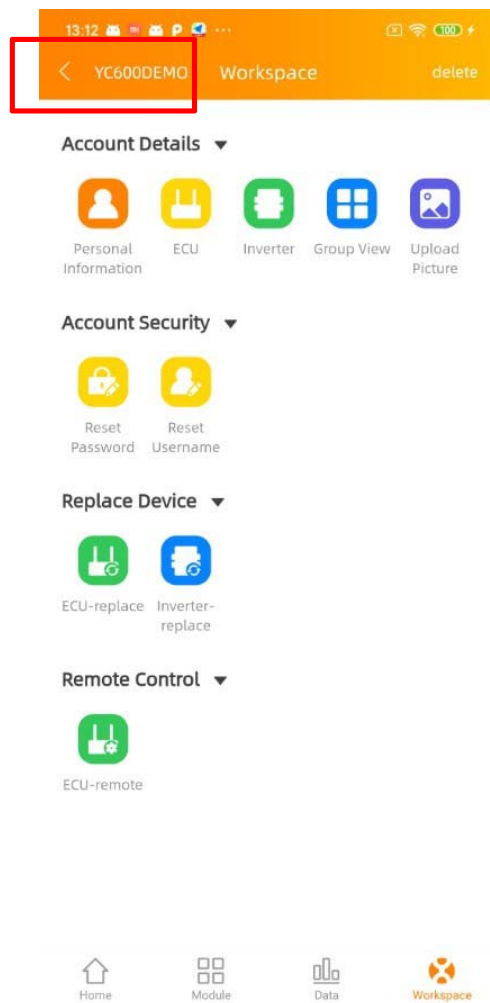 13:12 P ... 100
YC600DEMO Workspace delete
Account Details
Personal Information
ECU
Inverter
Group View
Upload Picture
Account Security
Reset Password
Reset Username
Replace Device
ECU-replace
Inverter-replace
Remote Control
ECU-remote
Home Module Data Workspace